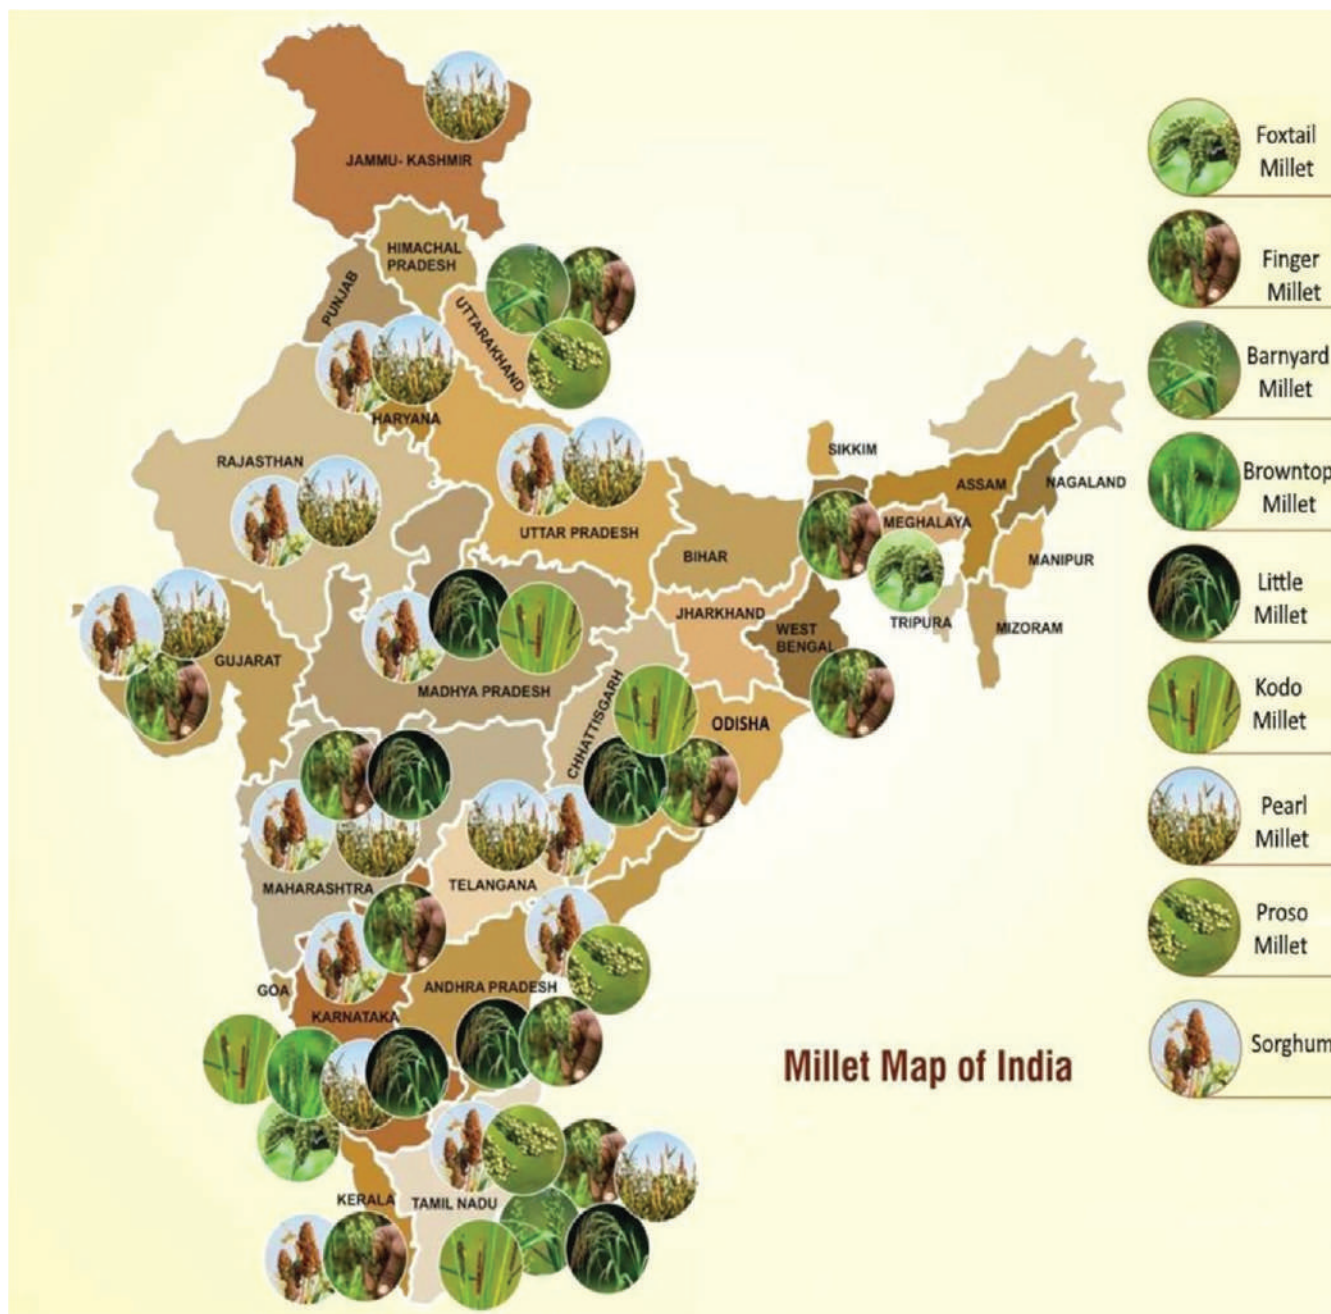 JAMMU- KASHMIR
HIMACHAL
PRADESH
PUNJAB
UTTARAKHAND
HARYANA
RAJASTHAN
UTTAR PRADESH
BIHAR
SIKKIM
ASSAM
NAGALAND
MEGHALAYA
MANIPUR
TRIPURA
MIZORAM
JHARKHAND
WEST
BENGAL
GUJARAT
MADHYA PRADESH
CHHATTISGARH
ODISHA
MAHARASHTRA
TELANGANA
GOA
KARNATAKA
ANDHRA PRADESH
KERALA
TAMIL NADU
Millet Map of India
Foxtail
Millet
Finger
Millet
Barnyard
Millet
Browntop
Millet
Little
Millet
Kodo
Millet
Pearl
Millet
Proso
Millet
Sorghum